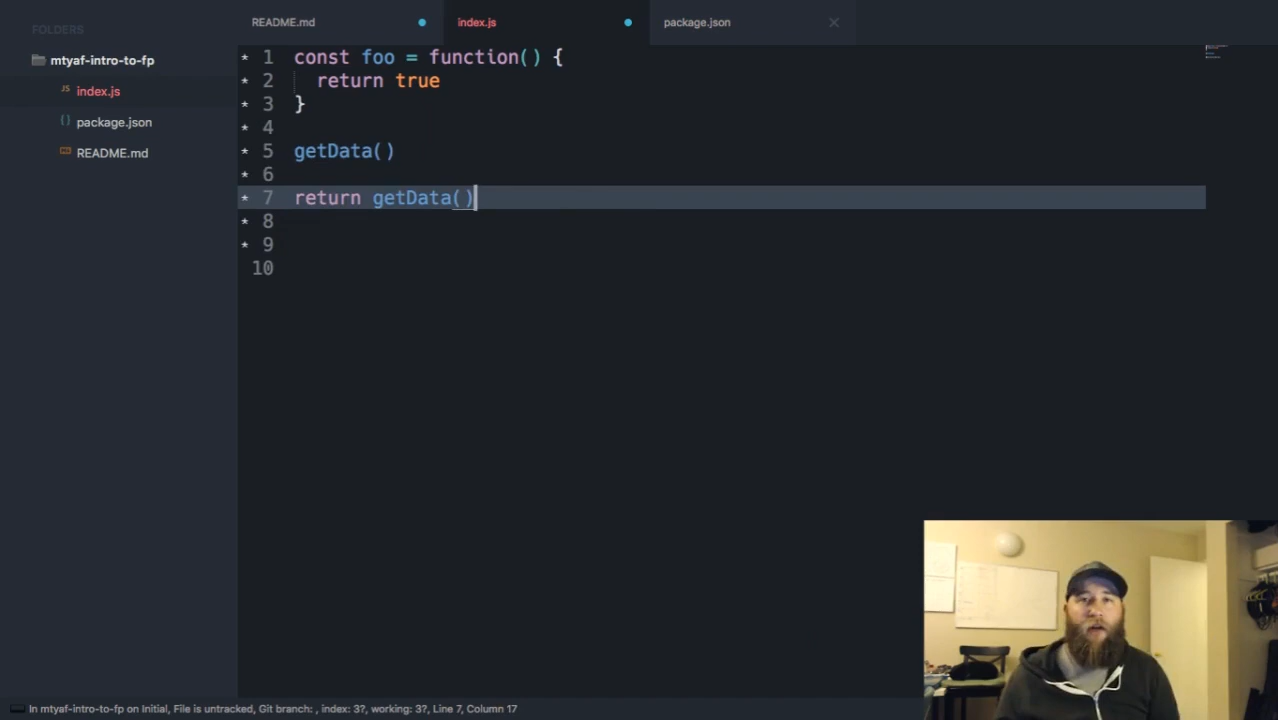 FOLDERS
mtyaf-intro-to-fp
JS index.js
{} package.json
README.md
README.md
index.js
package.json
* 1 const foo = function() {
* 2 return true
* 3 }
* 4
* 5 getData()
* 6
* 7 return getData()
* 8
* 9
10
In mtyaf-intro-to-fp on Initial, File is untracked, Git branch: , index: 3?, working: 3?, Line 7, Column 17